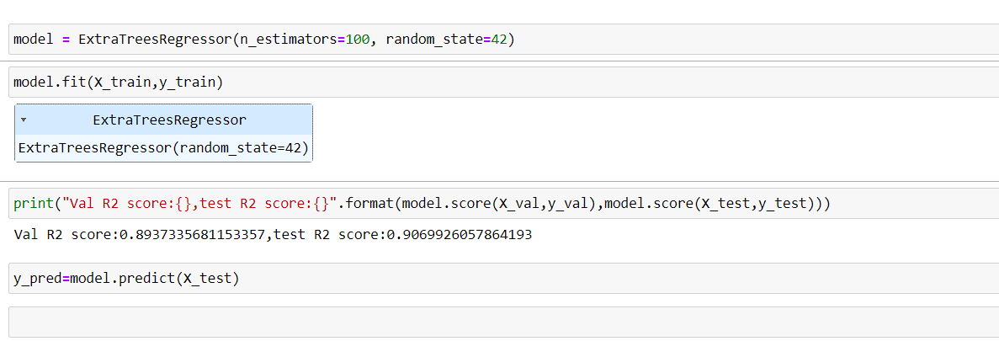 model = ExtraTreesRegressor(n_estimators=100, random_state=42)
model.fit(X_train,y_train)
ExtraTreesRegressor
ExtraTreesRegressor(random_state=42)
print("Val R2 score:{},test R2 score:{}".format(model.score(X_val,y_val),model.score(X_test,y_test)))
Val R2 score:0.8937335681153357,test R2 score:0.9069926057864193
y_pred=model.predict(X_test)